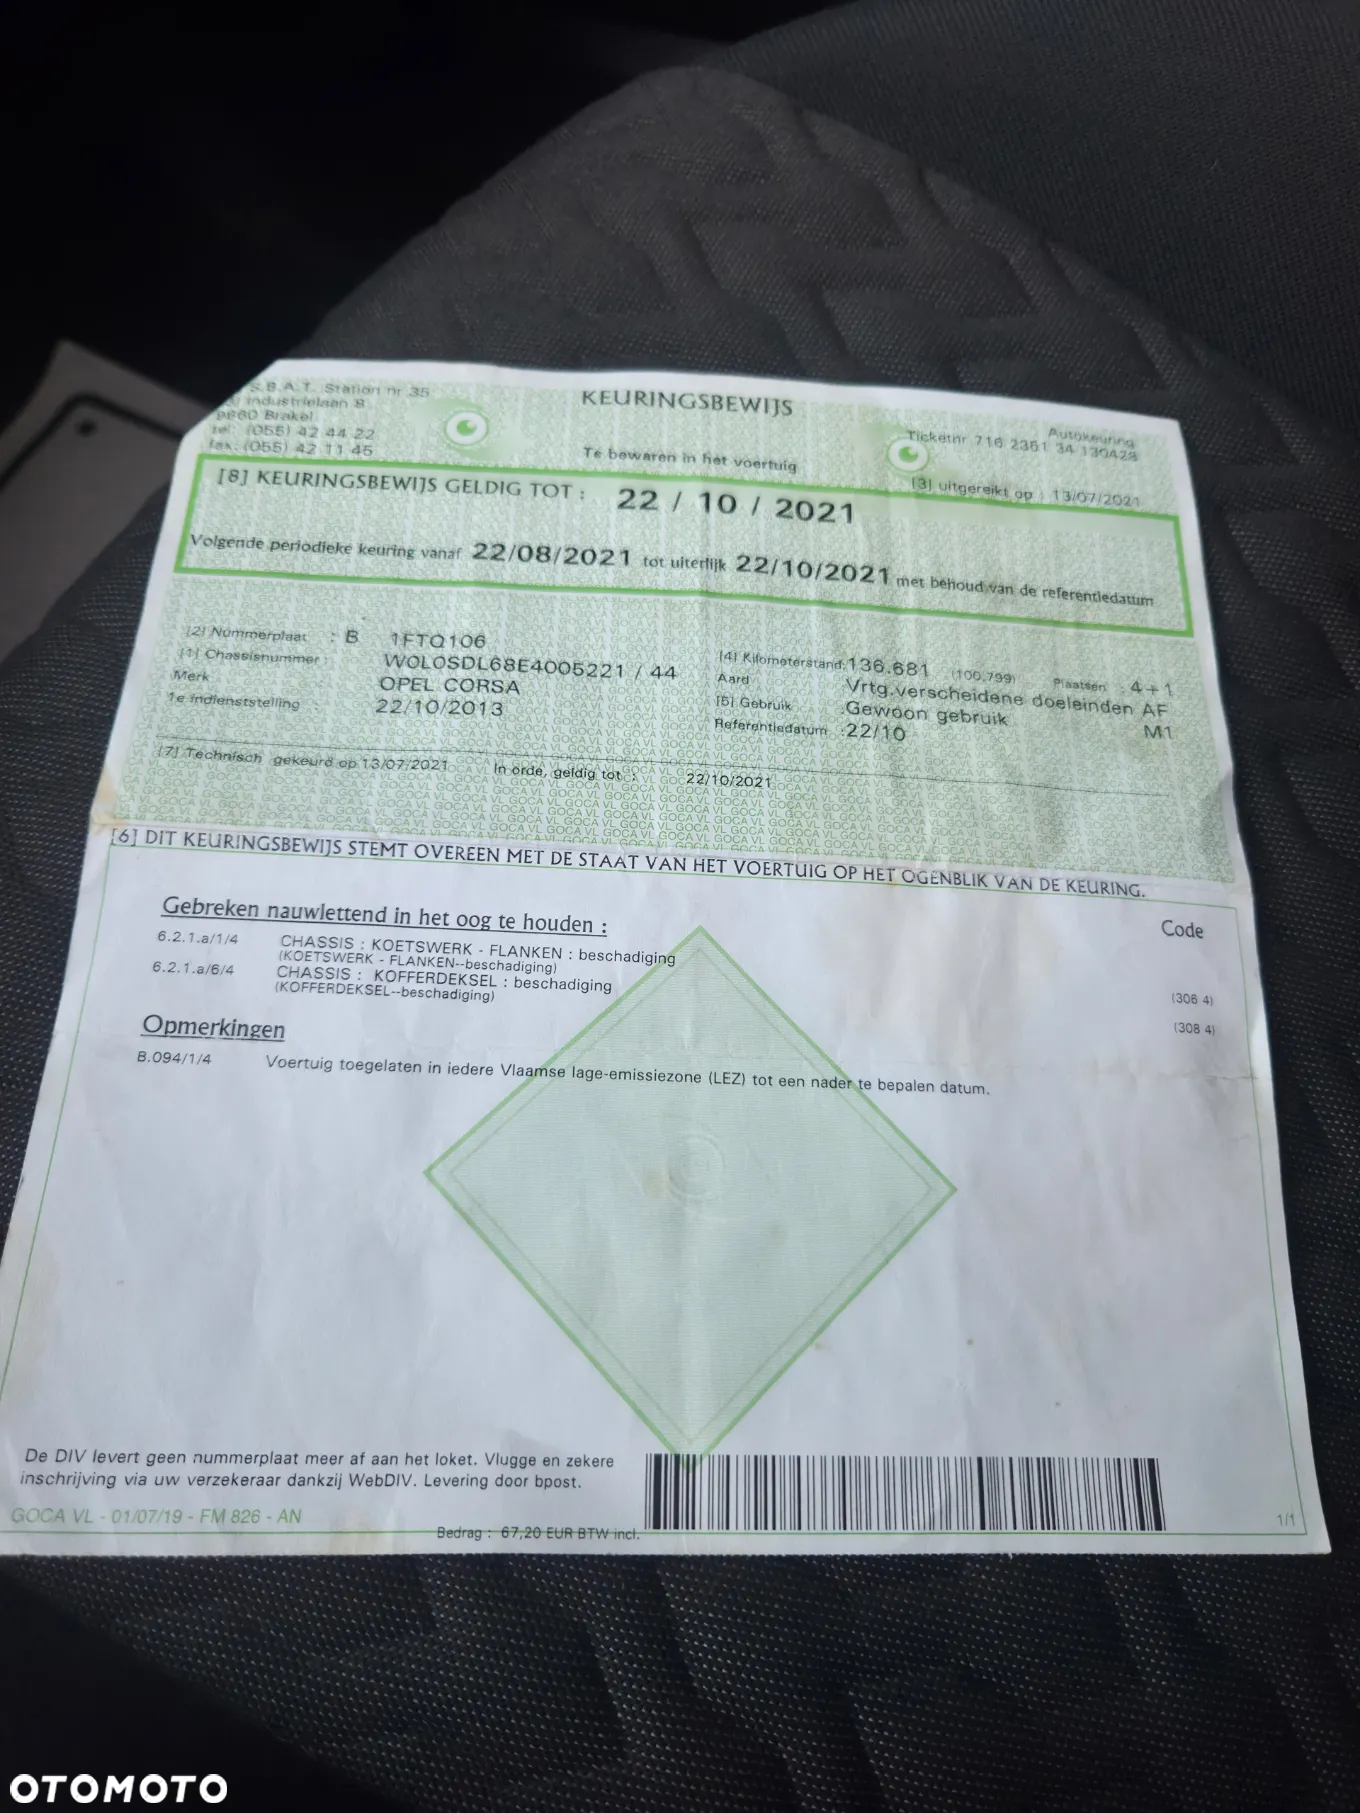 S.B.A.T. Station nr 35
Industrielaan 8
9660 Brakel
tel: (055) 42 44 22
fax: (055) 42 11 45
KEURINGSBEWIJS
Te bewaren in het voertuig
Autokeuring
Ticketnr 716 2361 34 130428
[3] uitgereikt op : 13/07/2021
[8] KEURINGSBEWIJS GELDIG TOT : 22 / 10 / 2021
Volgende periodieke keuring vanaf 22/08/2021 tot uiterlijk 22/10/2021 met behoud van de referentiedatum
[2] Nummerplaat : B 1FTQ106
[1] Chassisnummer : W0L0SDL68E4005221 / 44
Merk OPEL CORSA
1e indienststelling : 22/10/2013
[4] Kilometerstand: 136.681 (100.799) Plaatsen : 4+1
Aard Vrtg.verscheidene doeleinden AF
[5] Gebruik :Gewoon gebruik M1
Referentiedatum :22/10
[7] Technisch gekeurd op 13/07/2021 In orde, geldig tot : 22/10/2021
[6] DIT KEURINGSBEWIJS STEMT OVEREEN MET DE STAAT VAN HET VOERTUIG OP HET OGENBLIK VAN DE KEURING.
Gebreken nauwlettend in het oog te houden : Code
6.2.1.a/1/4 CHASSIS : KOETSWERK - FLANKEN : beschadiging
(KOETSWERK - FLANKEN--beschadiging) (306 4)
6.2.1.a/6/4 CHASSIS : KOFFERDEKSEL : beschadiging
(KOFFERDEKSEL--beschadiging) (308 4)
Opmerkingen
B.094/1/4 Voertuig toegelaten in iedere Vlaamse lage-emissiezone (LEZ) tot een nader te bepalen datum.
De DIV levert geen nummerplaat meer af aan het loket. Vlugge en zekere
inschrijving via uw verzekeraar dankzij WebDIV. Levering door bpost.
GOCA VL - 01/07/19 - FM 826 - AN
Bedrag : 67,20 EUR BTW incl.
1/1
OTOMOTO